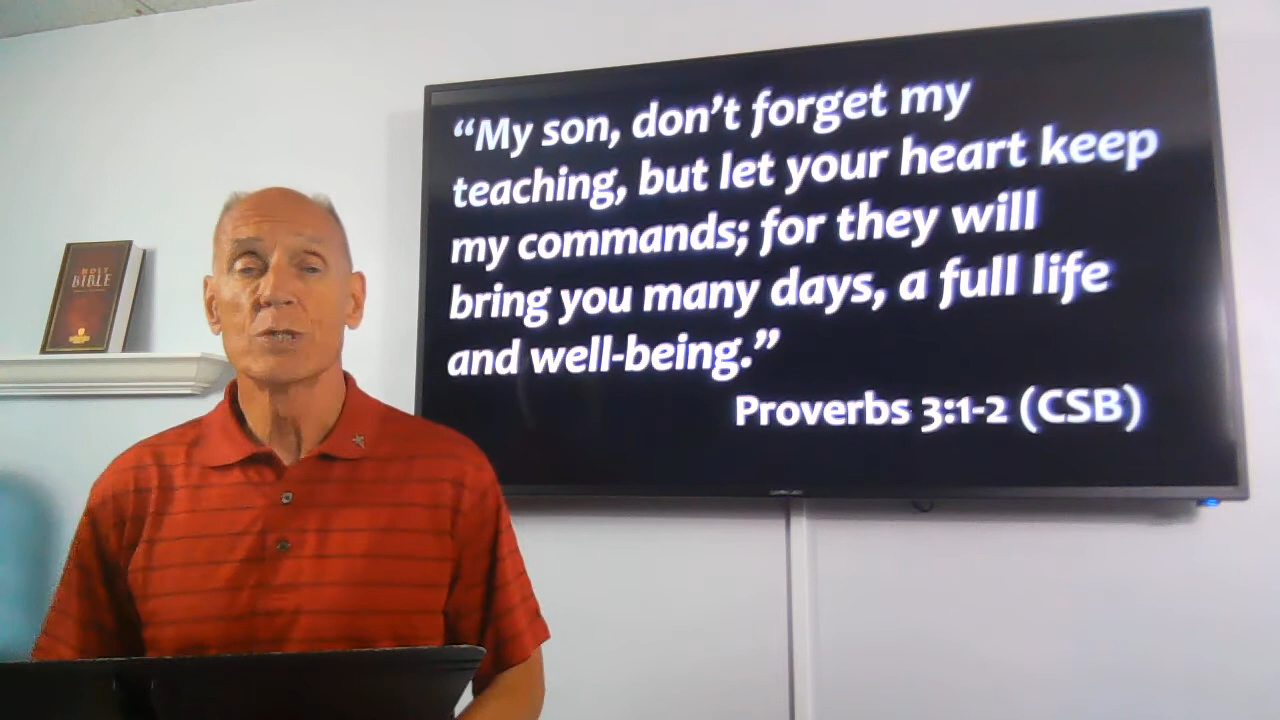 HOLY
BIBLE
“My son, don’t forget my
teaching, but let your heart keep
my commands; for they will
bring you many days, a full life
and well-being.”
Proverbs 3:1-2 (CSB)